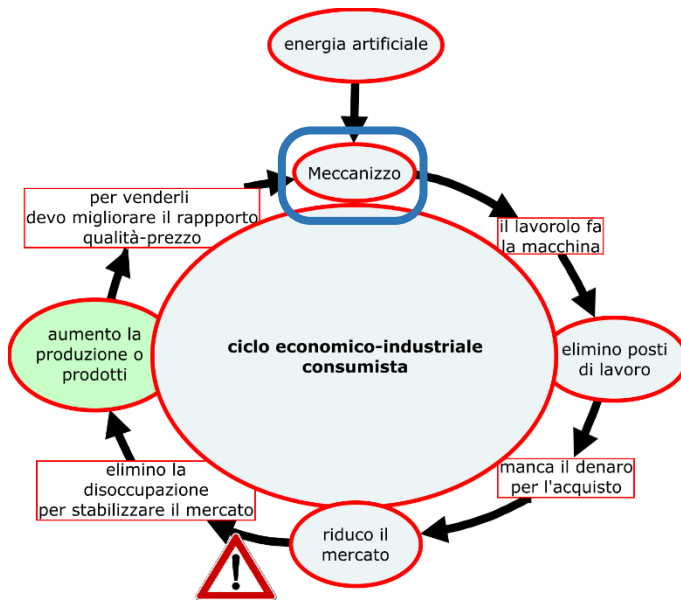 energia artificiale
Meccanizzo
per venderli
devo migliorare il rappporto
qualità-prezzo
il lavorolo fa
la macchina
aumento la
produzione o
prodotti
ciclo economico-industriale
consumista
elimino posti
di lavoro
elimino la
disoccupazione
per stabilizzare il mercato
manca il denaro
per l'acquisto
riduco il
mercato
!